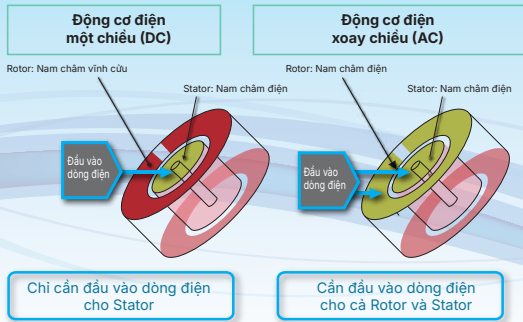 Động cơ điện
một chiều (DC)
Động cơ điện
xoay chiều (AC)
Rotor: Nam châm vĩnh cửu
Stator: Nam châm điện
Rotor: Nam châm điện
Stator: Nam châm điện
Đầu vào
dòng điện
Đầu vào
dòng điện
Chỉ cần đầu vào dòng điện
cho Stator
Cần đầu vào dòng điện
cho cả Rotor và Stator